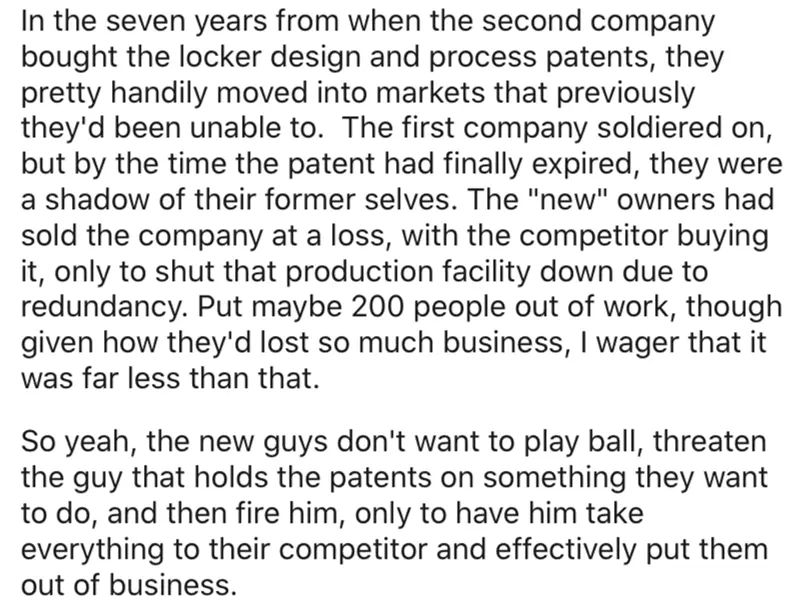 In the seven years from when the second company
bought the locker design and process patents, they
pretty handily moved into markets that previously
they'd been unable to.  The first company soldiered on,
but by the time the patent had finally expired, they were
a shadow of their former selves. The "new" owners had
sold the company at a loss, with the competitor buying
it, only to shut that production facility down due to
redundancy. Put maybe 200 people out of work, though
given how they'd lost so much business, I wager that it
was far less than that.
So yeah, the new guys don't want to play ball, threaten
the guy that holds the patents on something they want
to do, and then fire him, only to have him take
everything to their competitor and effectively put them
out of business.